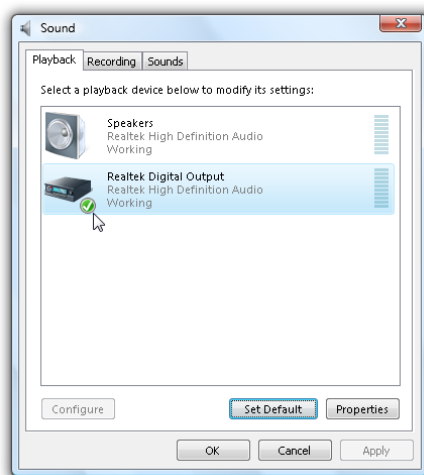 Sound
Playback Recording Sounds
Select a playback device below to modify its settings:
Speakers
Realtek High Definition Audio
Working
Realtek Digital Output
Realtek High Definition Audio
Working
Configure Set Default Properties
OK Cancel Apply